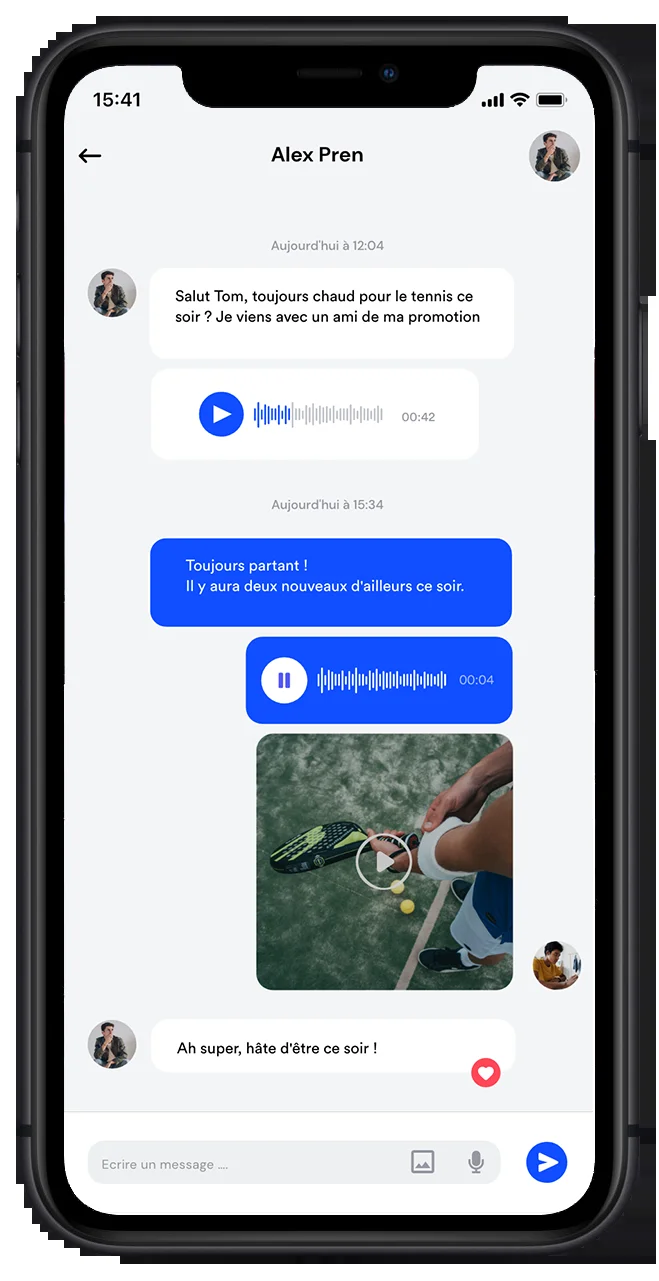 15:41
Alex Pren
Aujourd'hui à 12:04
Salut Tom, toujours chaud pour le tennis ce
soir ? Je viens avec un ami de ma promotion
00:42
Aujourd'hui à 15:34
Toujours partant !
Il y aura deux nouveaux d'ailleurs ce soir.
00:04
Ah super, hâte d'être ce soir !
Ecrire un message ....